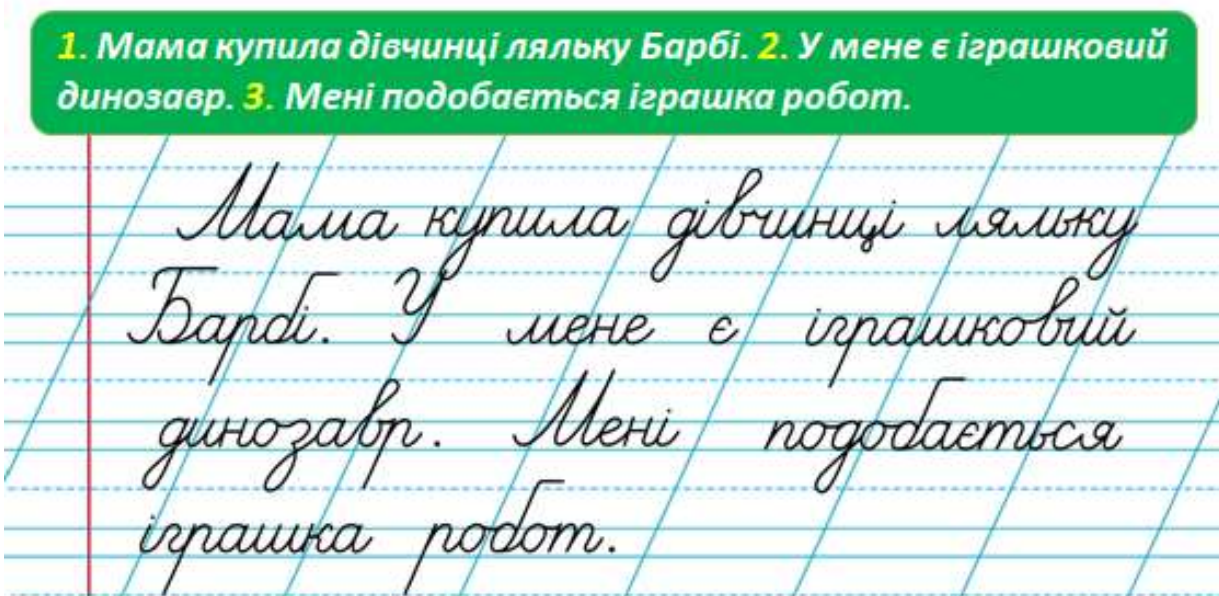 1. Мама купила дівчинці ляльку Барбі. 2. У мене є іграшковий
динозавр. 3. Мені подобається іграшка робот.
Мама купила дівчинці ляльку
Барбі. У мене є іграшковий
динозавр. Мені подобається
іграшка робот.